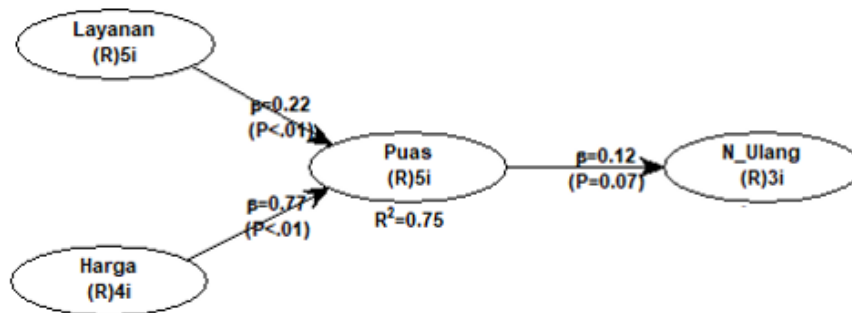 Layanan
(R)5i
β=0.22
(P<.01)
Puas
(R)5i
R²=0.75
β=0.12
(P=0.07)
N_Ulang
(R)3i
β=0.77
(P<.01)
Harga
(R)4i